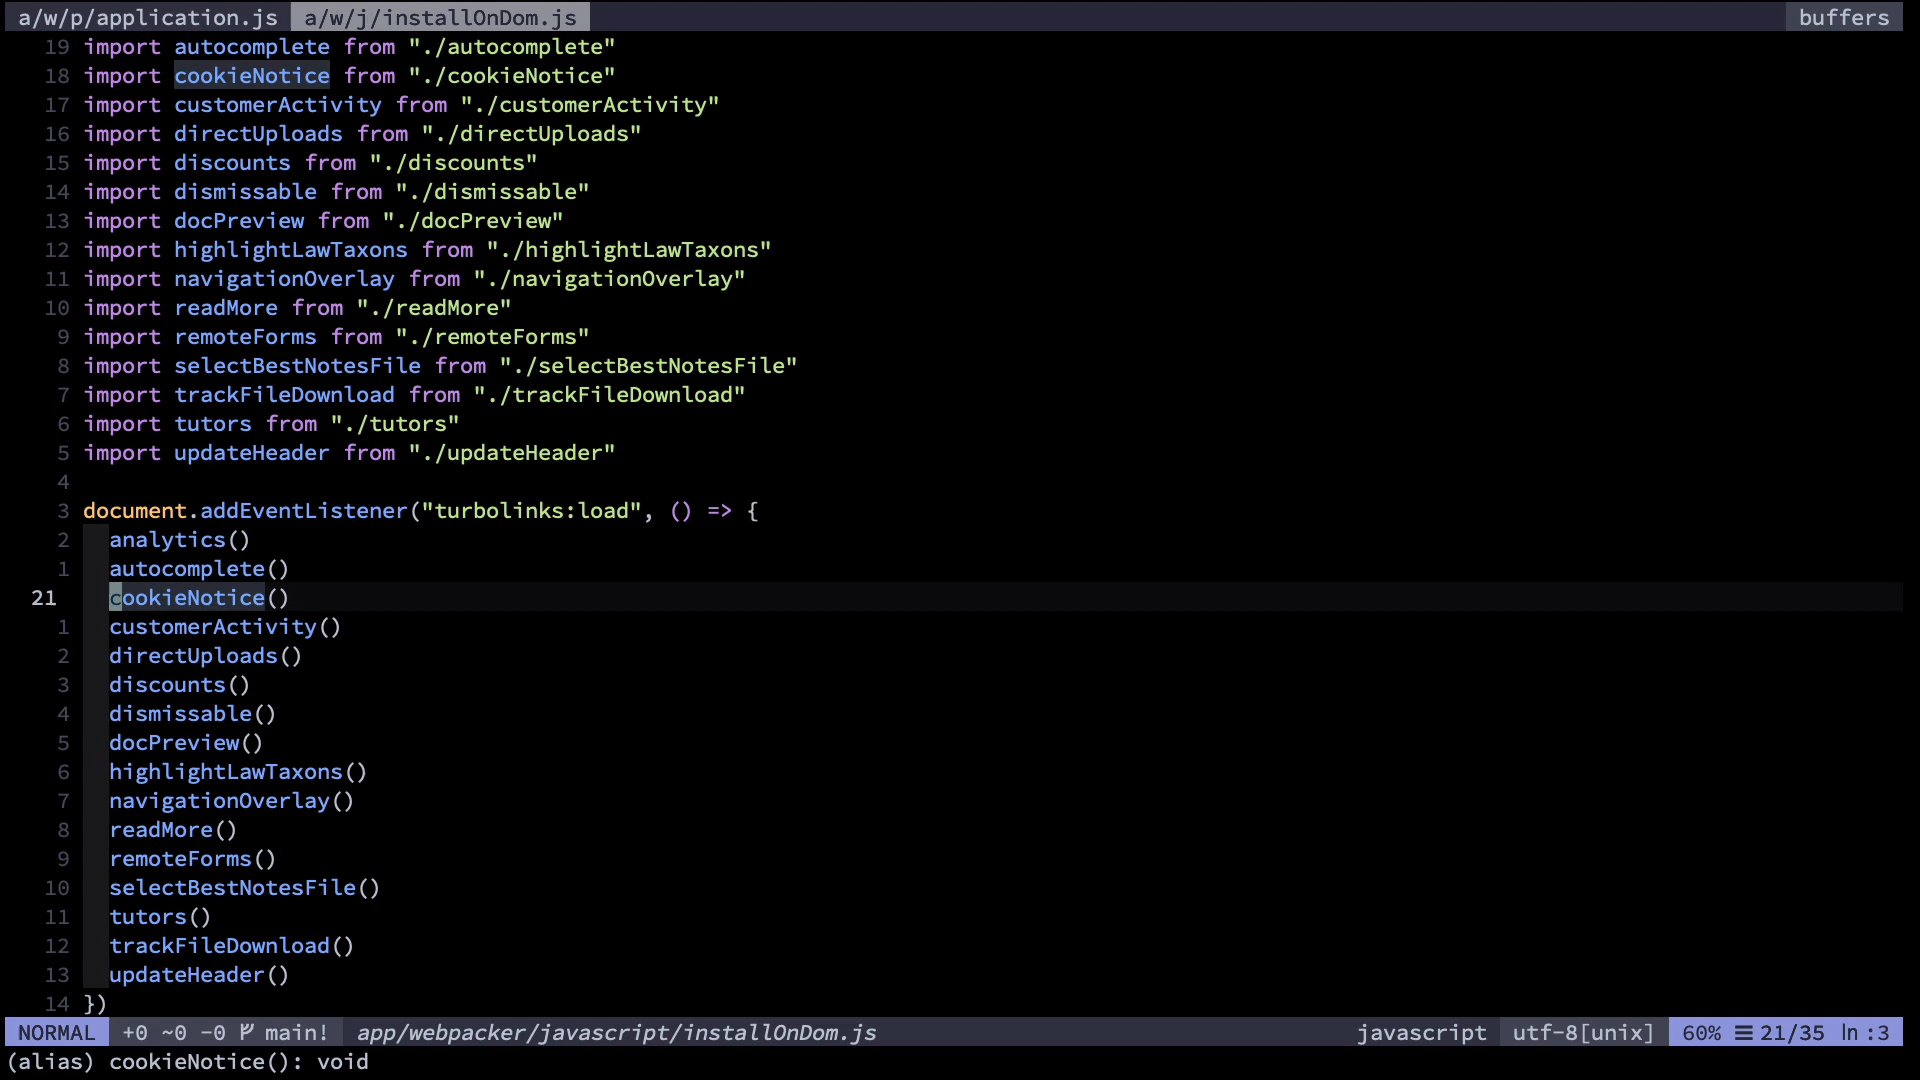 a/w/p/application.js a/w/j/installOnDom.js buffers
19 import autocomplete from "./autocomplete"
18 import cookieNotice from "./cookieNotice"
17 import customerActivity from "./customerActivity"
16 import directUploads from "./directUploads"
15 import discounts from "./discounts"
14 import dismissable from "./dismissable"
13 import docPreview from "./docPreview"
12 import highlightLawTaxons from "./highlightLawTaxons"
11 import navigationOverlay from "./navigationOverlay"
10 import readMore from "./readMore"
9 import remoteForms from "./remoteForms"
8 import selectBestNotesFile from "./selectBestNotesFile"
7 import trackFileDownload from "./trackFileDownload"
6 import tutors from "./tutors"
5 import updateHeader from "./updateHeader"
4
3 document.addEventListener("turbolinks:load", () => {
2 analytics()
1 autocomplete()
21 cookieNotice()
1 customerActivity()
2 directUploads()
3 discounts()
4 dismissable()
5 docPreview()
6 highlightLawTaxons()
7 navigationOverlay()
8 readMore()
9 remoteForms()
10 selectBestNotesFile()
11 tutors()
12 trackFileDownload()
13 updateHeader()
14 })
NORMAL +0 ~0 -0 main! app/webpacker/javascript/installOnDom.js javascript utf-8[unix] 60% ☰ 21/35 ln :3
(alias) cookieNotice(): void